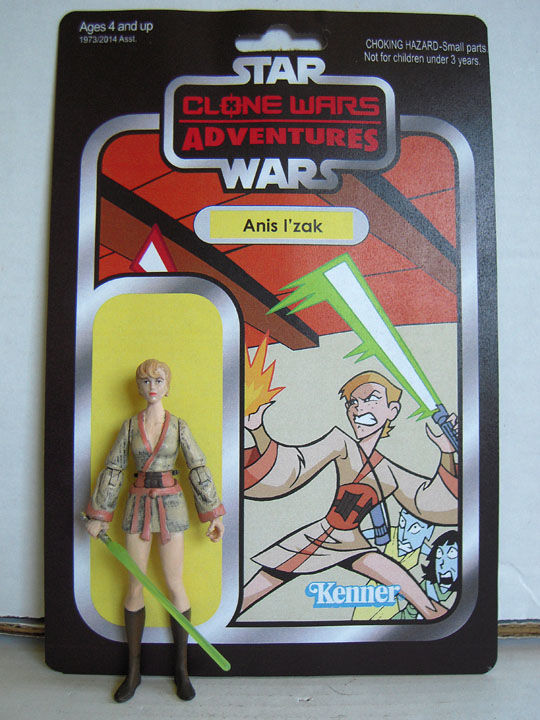 Ages 4 and up
1973/2014 Asst.
CHOKING HAZARD-Small parts
Not for children under 3 years.
STAR
CLONE WARS
ADVENTURES
WARS
Anis I'zak
Kenner